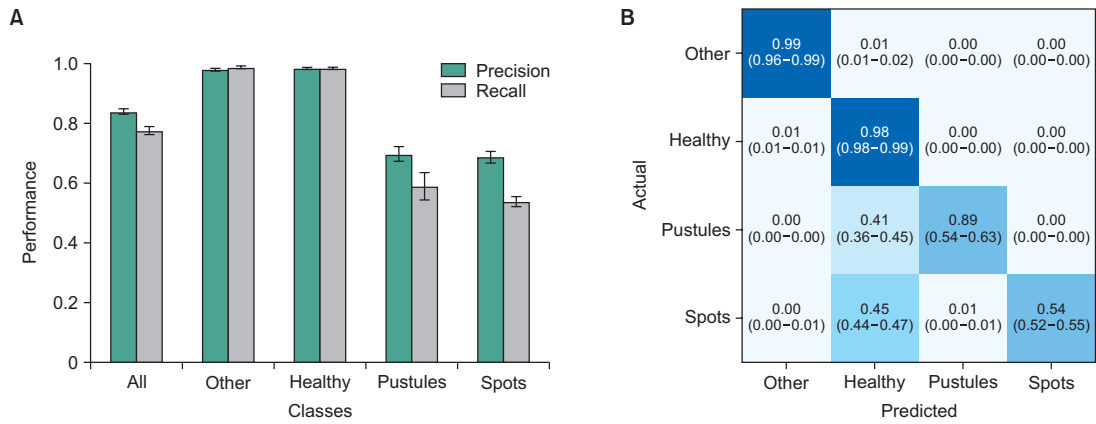 A
Precision
Recall
1.0
0.8
0.6
0.4
0.2
0
Performance
All Other Healthy Pustules Spots
Classes
B
Actual
Other
0.99 0.01 0.00 0.00
(0.96−0.99) (0.01−0.02) (0.00−0.00) (0.00−0.00)
Healthy
0.01 0.98 0.00 0.00
(0.01−0.01) (0.98−0.99) (0.00−0.00) (0.00−0.00)
Pustules
0.00 0.41 0.89 0.00
(0.00−0.00) (0.36−0.45) (0.54−0.63) (0.00−0.00)
Spots
0.00 0.45 0.01 0.54
(0.00−0.01) (0.44−0.47) (0.00−0.01) (0.52−0.55)
Other Healthy Pustules Spots
Predicted